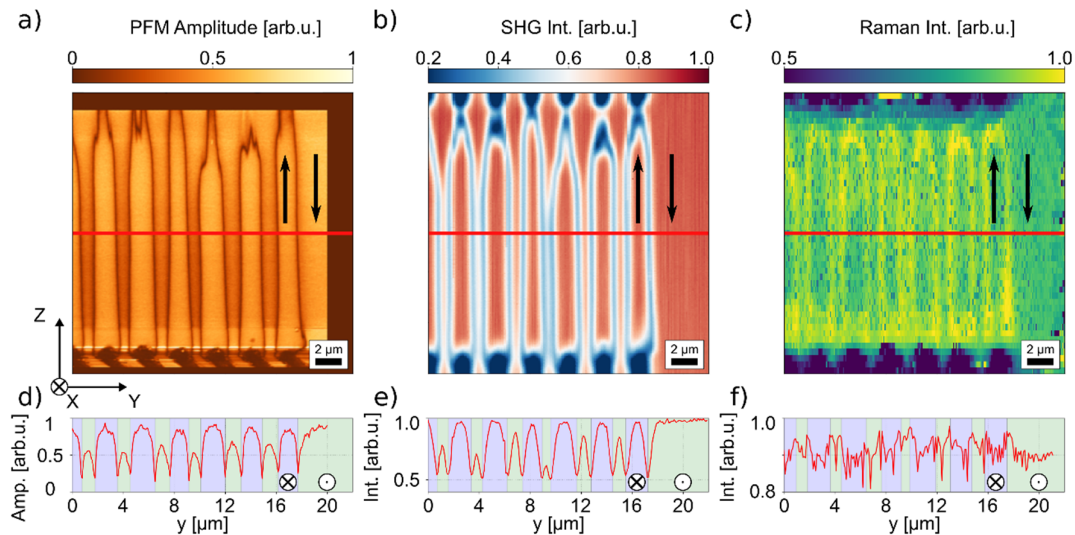 a) PFM Amplitude [arb.u.]
0 0.5 1
b) SHG Int. [arb.u.]
0.2 0.4 0.6 0.8 1.0
c) Raman Int. [arb.u.]
0.5 1.0
2 μm
2 μm
2 μm
Z
X
Y
d)
Amp. [arb.u.]
1
0.5
0
0 4 8 12 16 20
y [μm]
e)
Int. [arb.u.]
1.0
0.5
0 4 8 12 16 20
y [μm]
f)
Int. [arb.u.]
1.0
0.8
0 4 8 12 16 20
y [μm]